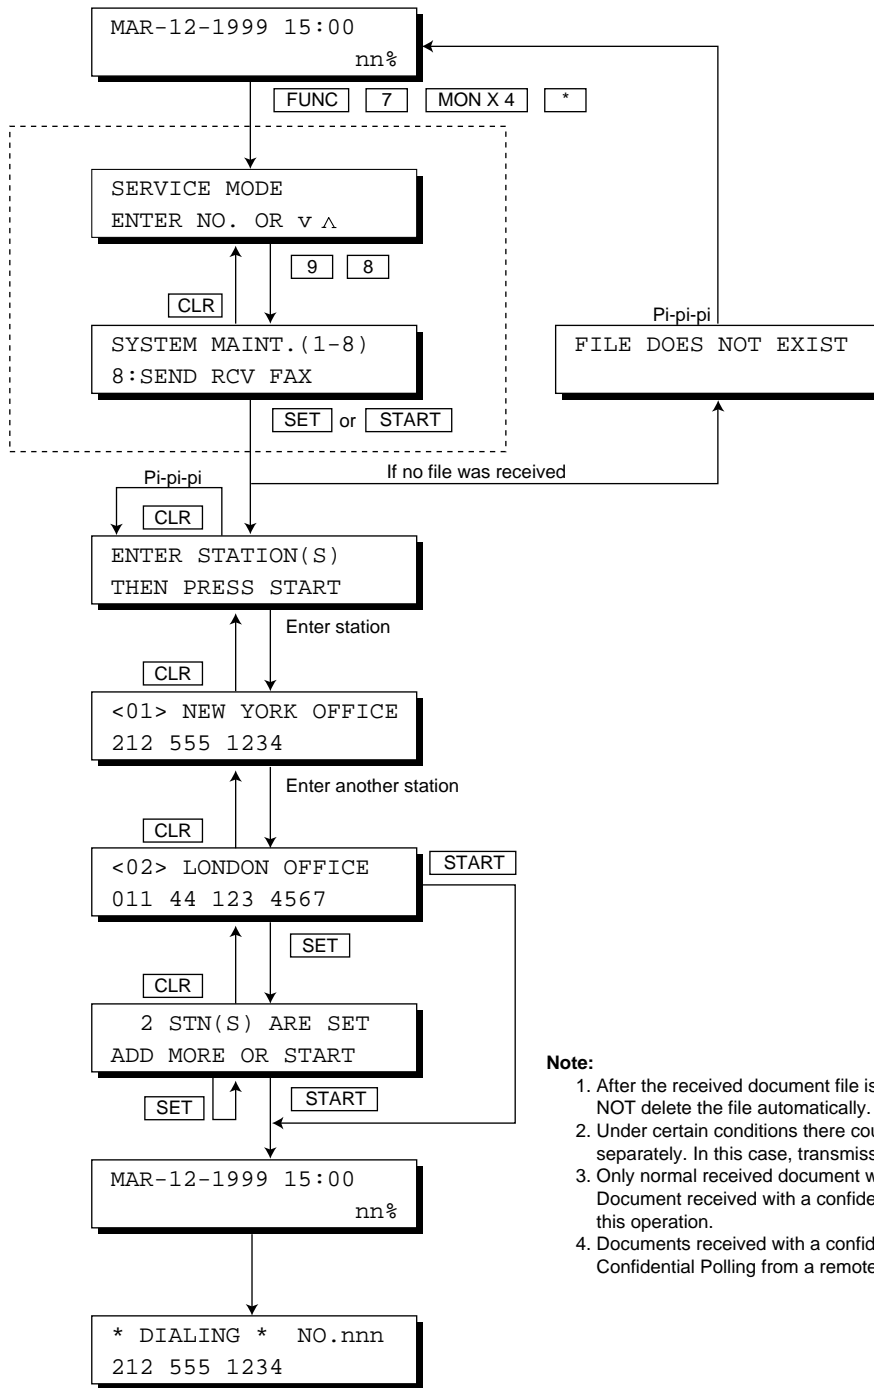 MAR-12-1999 15:00
nn%
FUNC 7 MON X 4 *
SERVICE MODE
ENTER NO. OR v ∧
9 8
CLR
Pi-pi-pi
SYSTEM MAINT.(1-8)
8:SEND RCV FAX
FILE DOES NOT EXIST
SET or START
If no file was received
Pi-pi-pi
CLR
ENTER STATION(S)
THEN PRESS START
Enter station
CLR
<01> NEW YORK OFFICE
212 555 1234
Enter another station
CLR
<02> LONDON OFFICE
011 44 123 4567
START
SET
CLR
2 STN(S) ARE SET
ADD MORE OR START
SET
START
MAR-12-1999 15:00
nn%
* DIALING * NO.nnn
212 555 1234
Note:
1. After the received document file is
NOT delete the file automatically.
2. Under certain conditions there cou
separately. In this case, transmiss
3. Only normal received document w
Document received with a confide
this operation.
4. Documents received with a confid
Confidential Polling from a remote